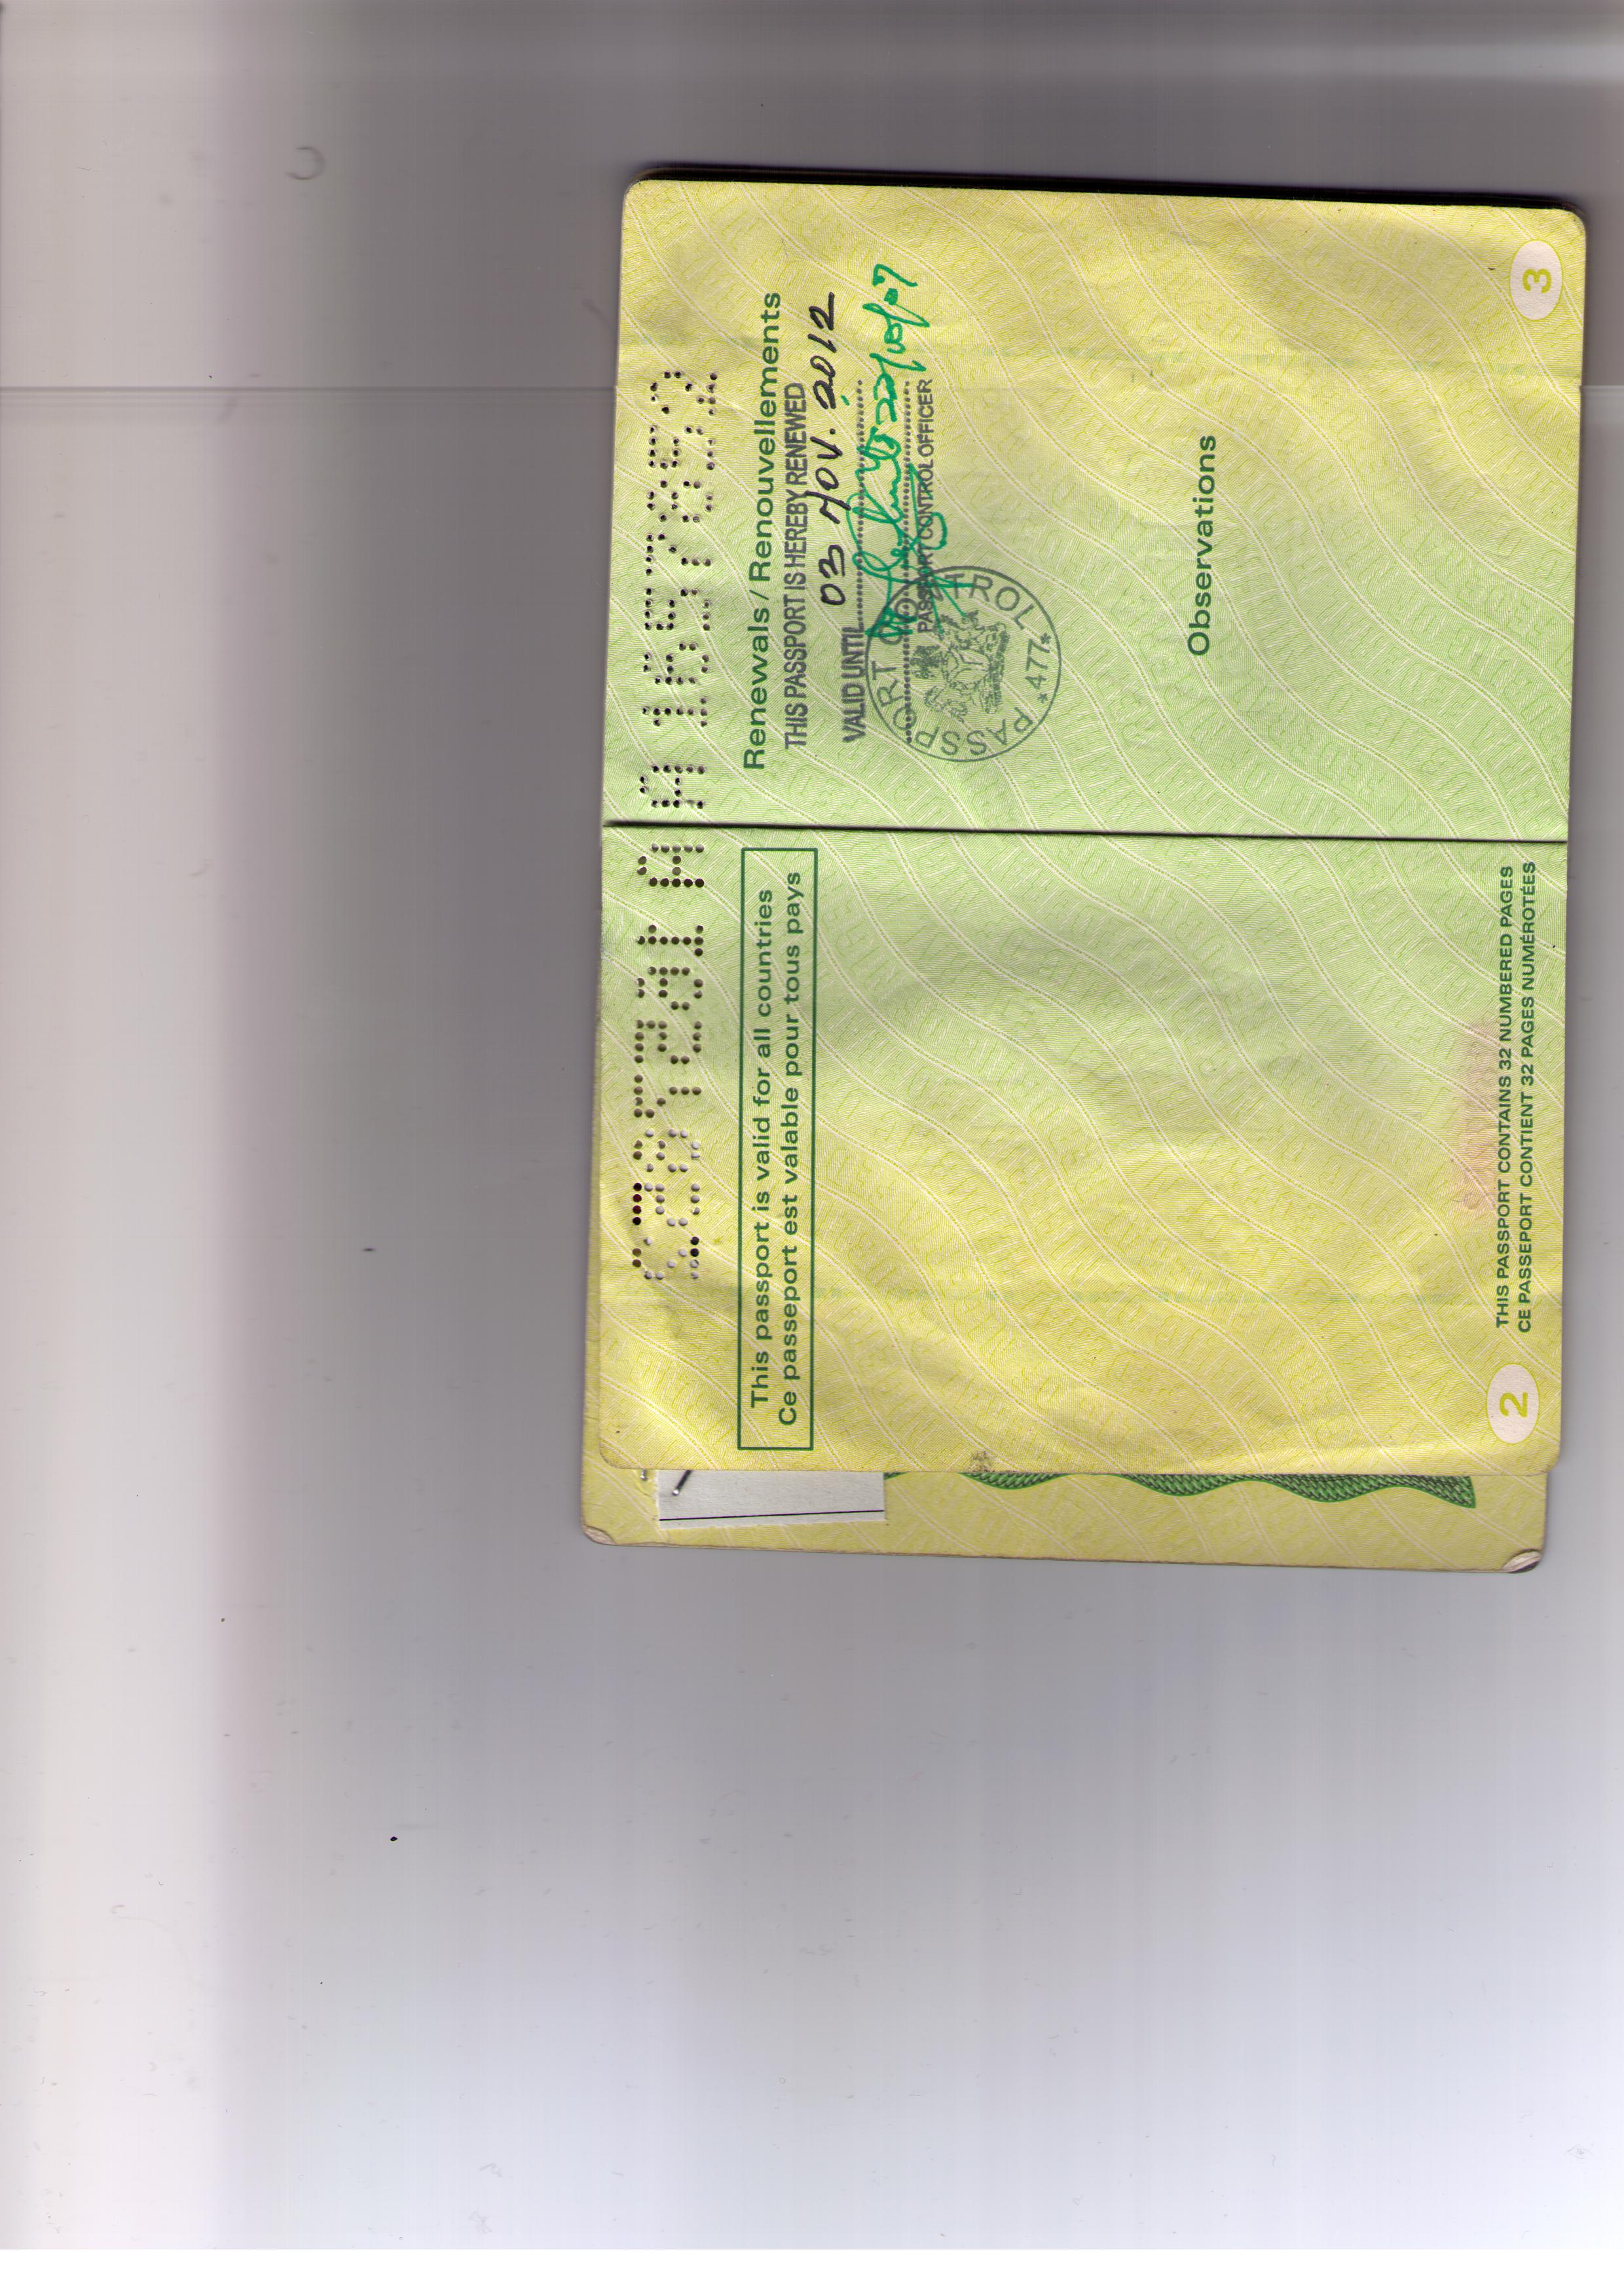 This passport is valid for all countries
Ce passeport est valable pour tous pays
THIS PASSPORT CONTAINS 32 NUMBERED PAGES
CE PASSEPORT CONTIENT 32 PAGES NUMÉROTÉES
2
Renewals / Renouvellements
THIS PASSPORT IS HEREBY RENEWED
03 NOV. 2012
VALID UNTIL
22/10/07
PASSPORT CONTROL OFFICER
PASSPORT CONTROL
*477*
Observations
3